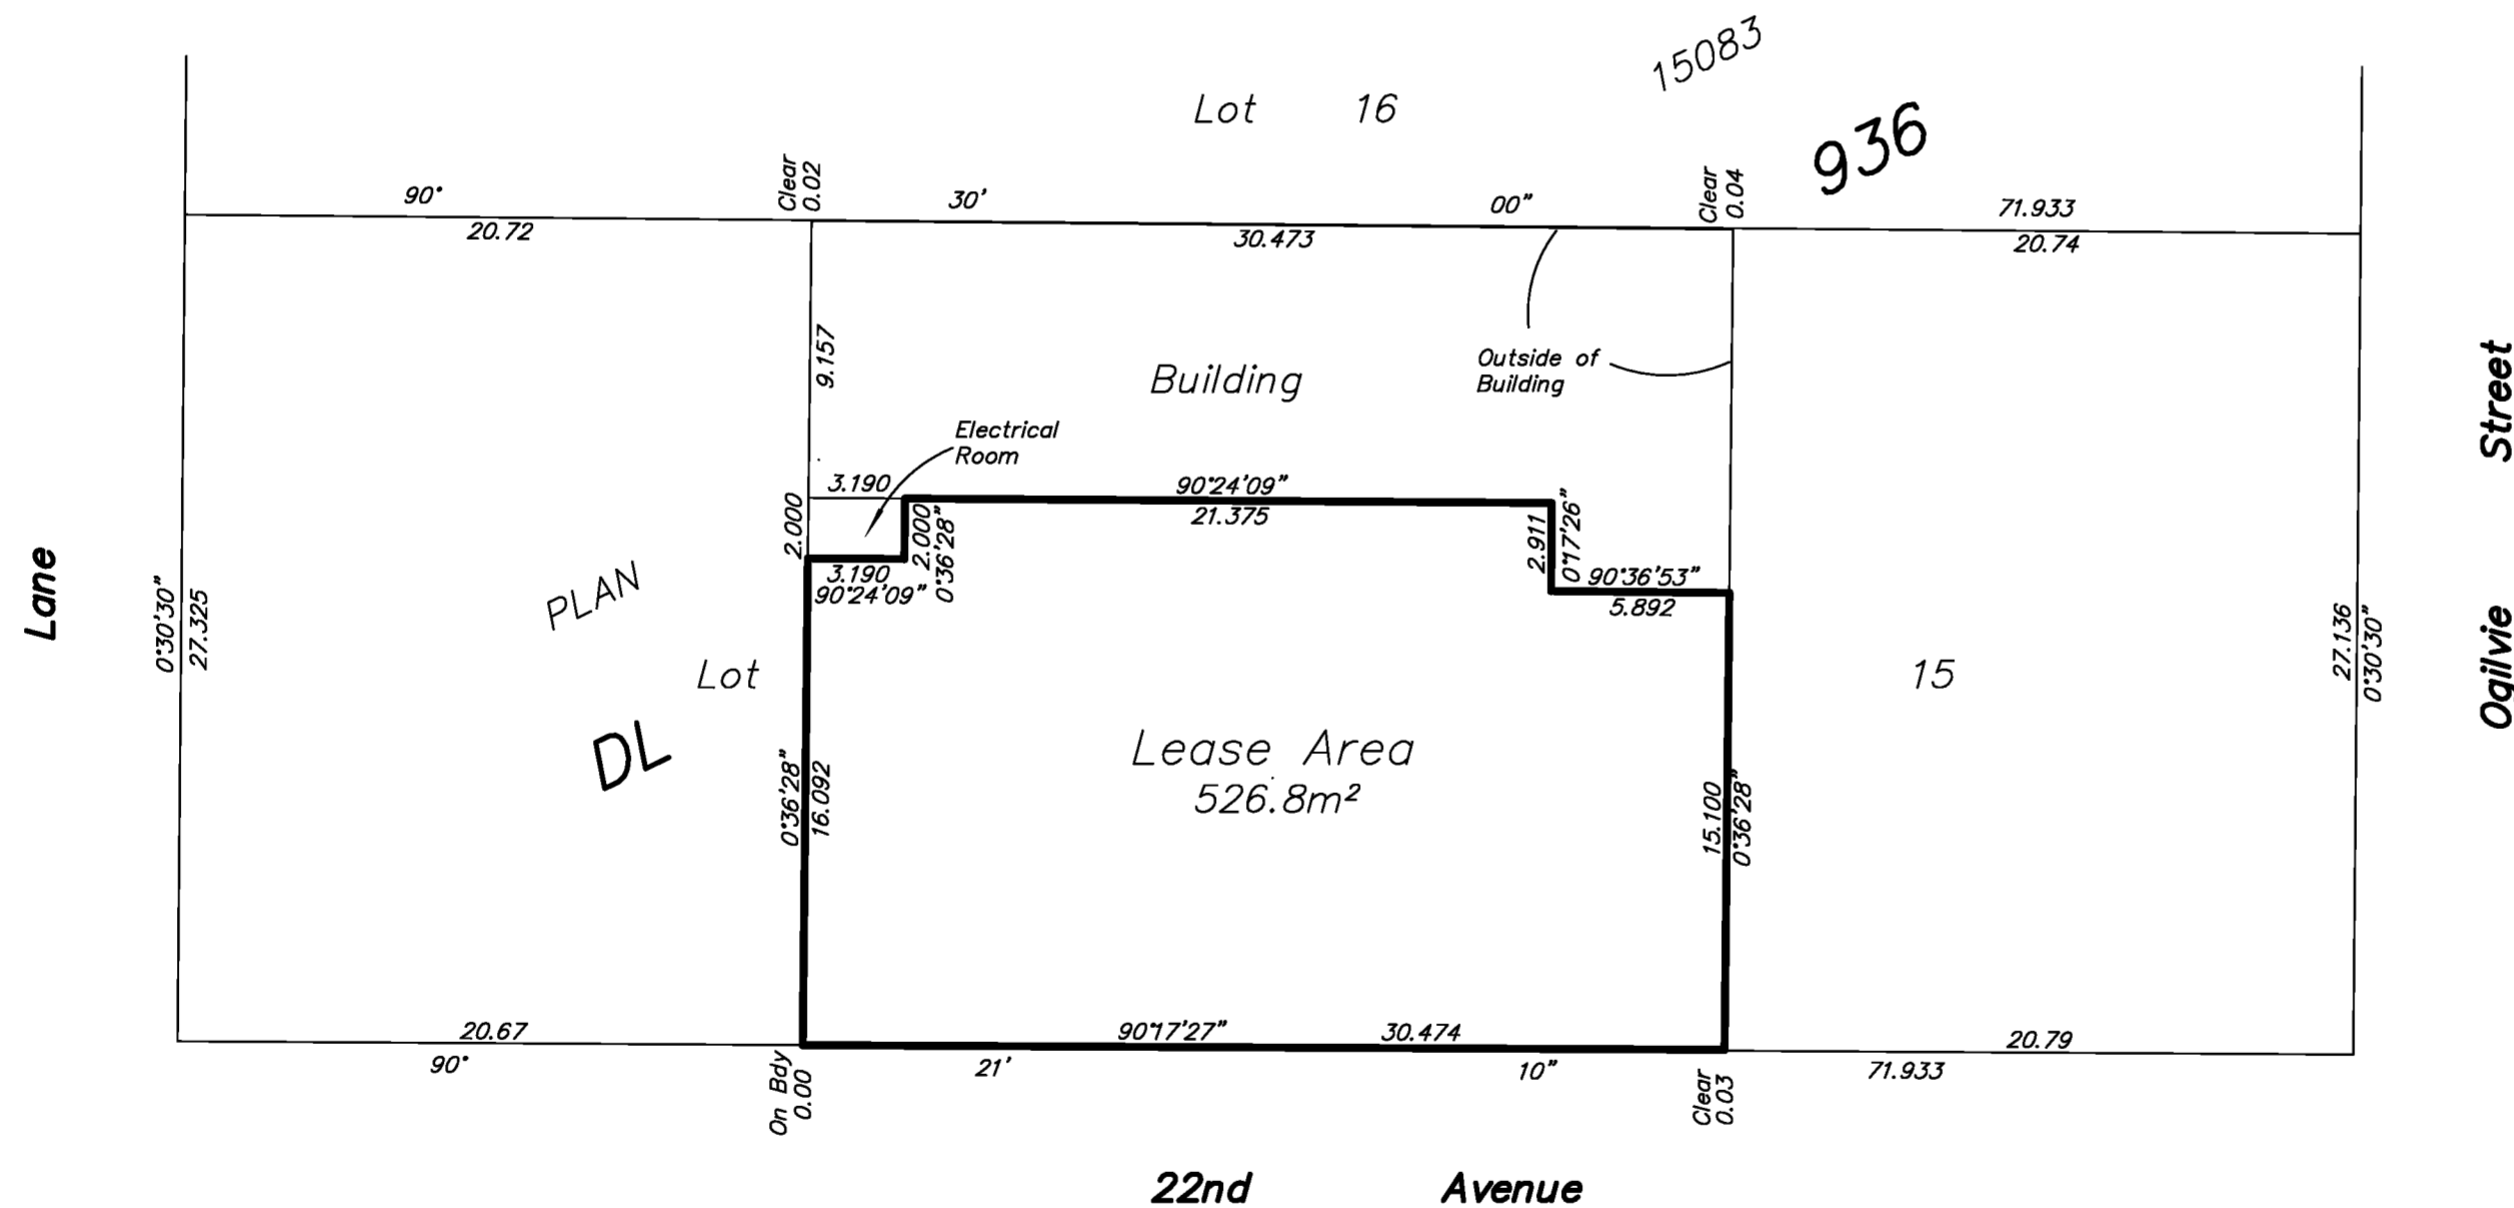 15083
Lot 16
936
Clear
0.02
Clear
0.04
90° 30' 00" 71.933
20.72 30.473 20.74
9.157
Building
Outside of
Building
Electrical
Room
3.190
90°24'09"
21.375
2.000
2.000
0°36'28"
2.911
0°17'26"
3.190
90°24'09"
90°36'53"
5.892
Lane
0°30'30"
27.325
PLAN
Lot 15
DL
27.136
0°30'30"
Ogilvie Street
Lease Area
526.8m²
0°36'28"
16.092
15.100
0°36'28"
20.67 90°17'27" 30.474 20.79
90° 21' 10" 71.933
On Bdy
0.00
Clear
0.03
22nd Avenue